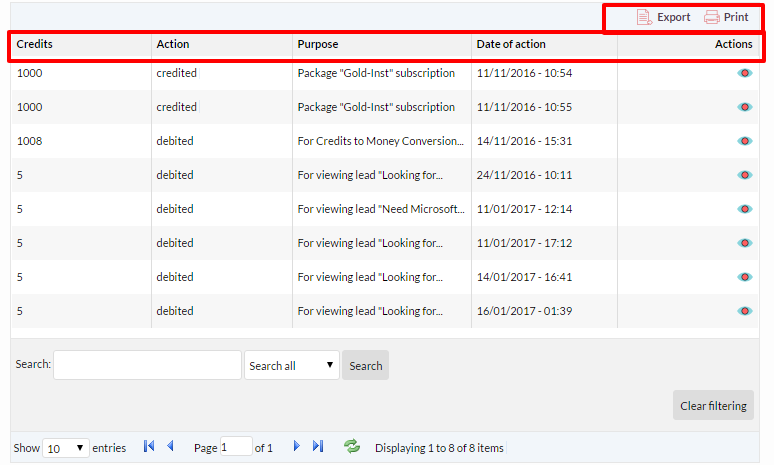 Export Print
Credits Action Purpose Date of action Actions
1000 credited Package "Gold-Inst" subscription 11/11/2016 - 10:54
1000 credited Package "Gold-Inst" subscription 11/11/2016 - 10:55
1008 debited For Credits to Money Conversion... 14/11/2016 - 15:31
5 debited For viewing lead "Looking for... 24/11/2016 - 10:11
5 debited For viewing lead "Need Microsoft... 11/01/2017 - 12:14
5 debited For viewing lead "Looking for... 11/01/2017 - 17:12
5 debited For viewing lead "Looking for... 14/01/2017 - 16:41
5 debited For viewing lead "Looking for... 16/01/2017 - 01:39
Search: Search all Search
Clear filtering
Show 10 entries Page 1 of 1 Displaying 1 to 8 of 8 items